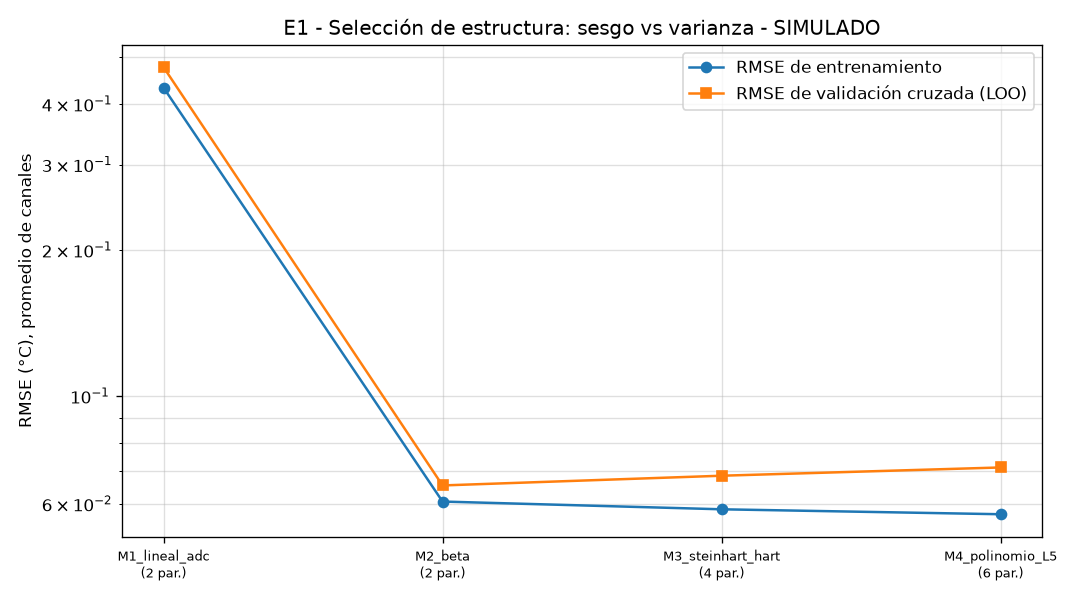 E1 - Selección de estructura: sesgo vs varianza - SIMULADO
RMSE de entrenamiento
RMSE de validación cruzada (LOO)
RMSE (°C), promedio de canales
4 × 10⁻¹
3 × 10⁻¹
2 × 10⁻¹
10⁻¹
6 × 10⁻²
M1_lineal_adc
(2 par.)
M2_beta
(2 par.)
M3_steinhart_hart
(4 par.)
M4_polinomio_L5
(6 par.)